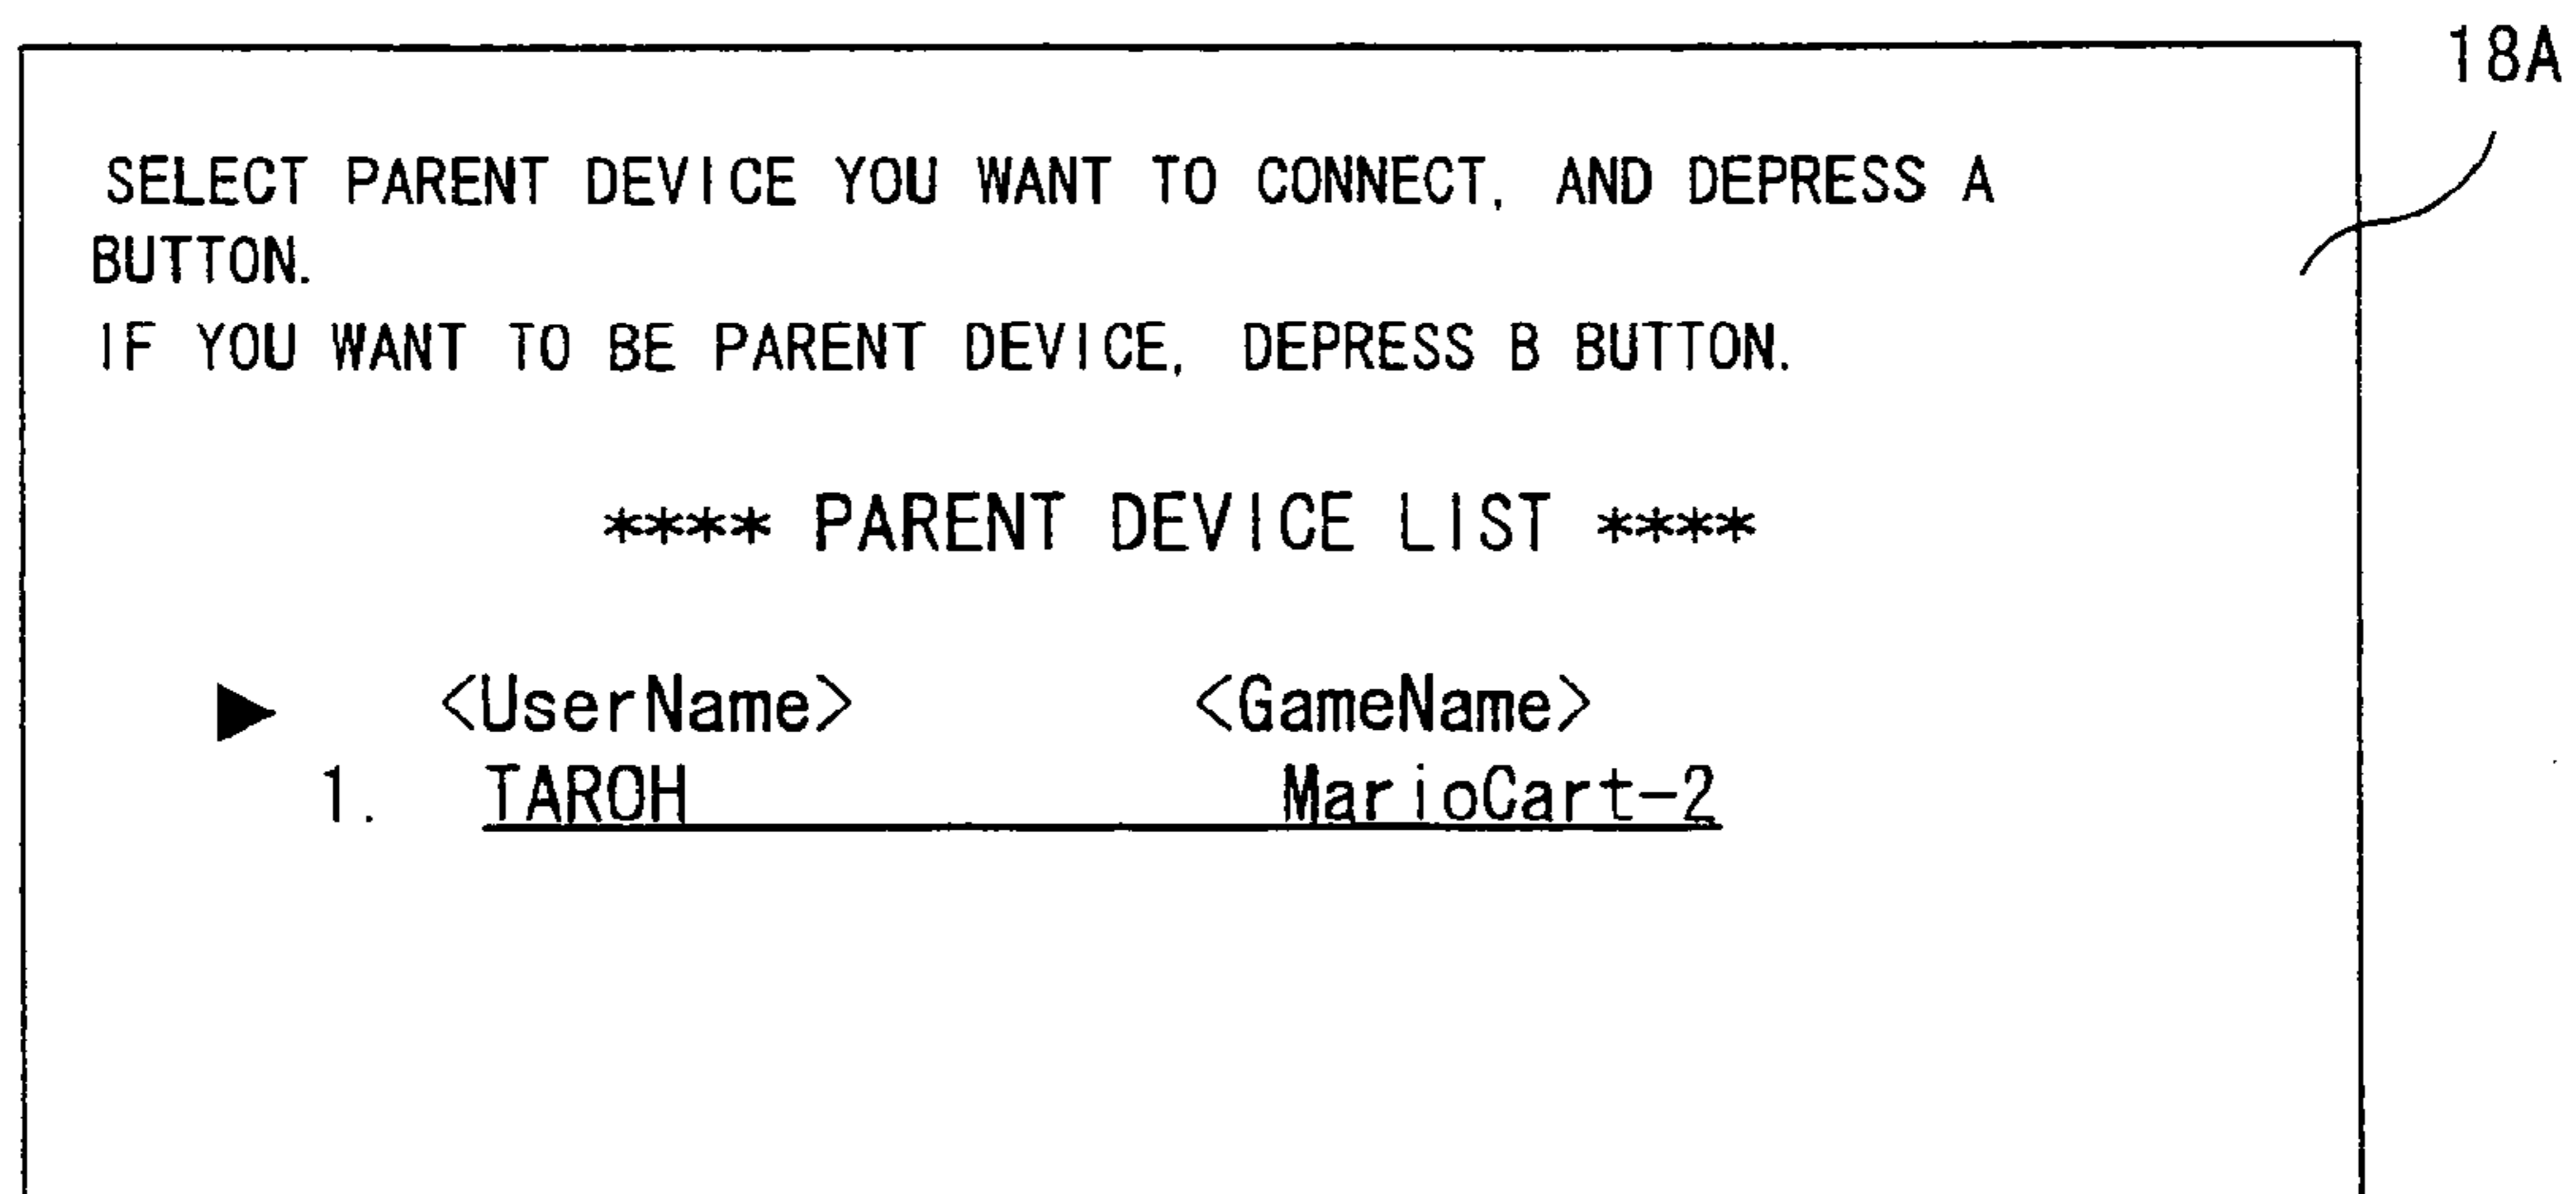 18A
SELECT PARENT DEVICE YOU WANT TO CONNECT, AND DEPRESS A
BUTTON.
IF YOU WANT TO BE PARENT DEVICE, DEPRESS B BUTTON.
**** PARENT DEVICE LIST ****
▶ <UserName> <GameName>
1. TAROH MarioCart-2